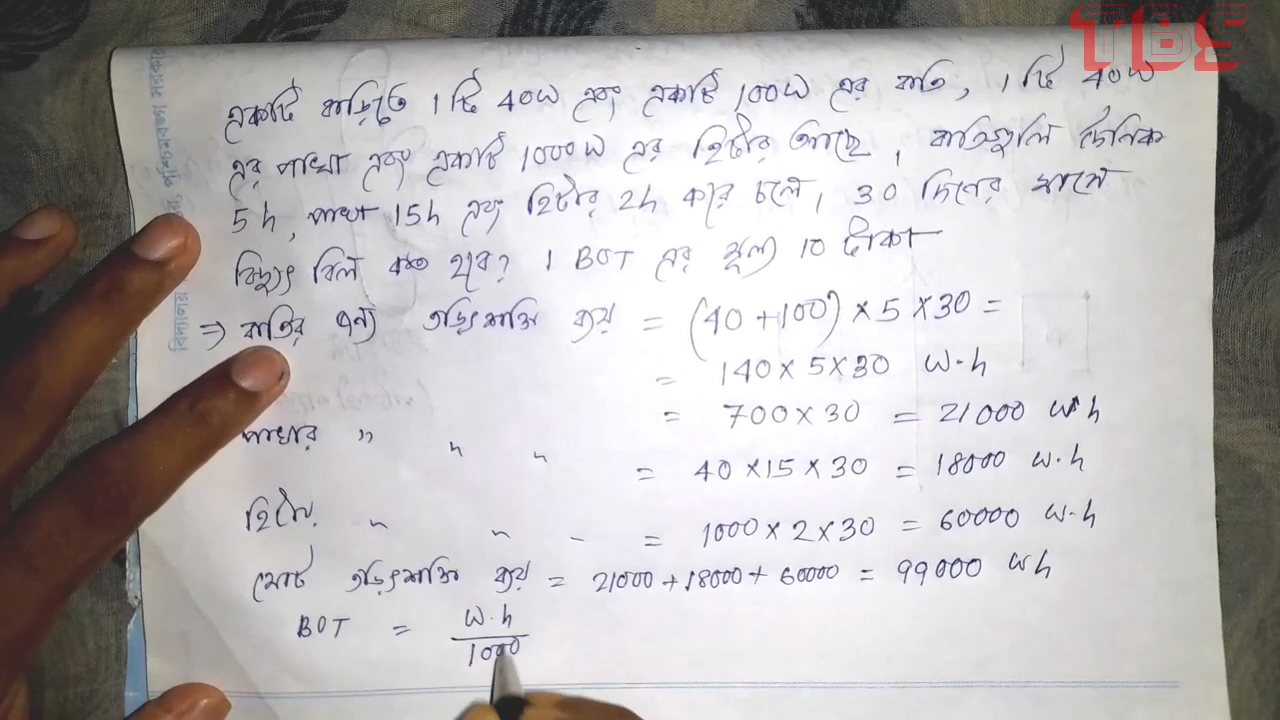 TBS
একটি বাড়িতে 1 টি 40W এবং একটি 100W এর বাতি, 1 টি 40W
এর পাখা এবং একটি 1000W এর হিটার আছে। বাতিগুলি দৈনিক
5h, পাখা 15h এবং হিটার 2h করে চলে। 30 দিনের মাসে
বিদ্যুৎ বিল কত হবে? 1 BOT এর মূল্য 10 টাকা
⇒ বাতির জন্য তড়িৎশক্তি ব্যয় = (40 + 100) × 5 × 30 =
= 140 × 5 × 30 W·h
= 700 × 30 = 21000 Wh
পাখার " " " = 40 × 15 × 30 = 18000 W·h
" " - = 1000 × 2 × 30 = 60000 W·h
মোট তড়িৎশক্তি ব্যয় = 21000 + 18000 + 60000 = 99000 Wh
BOT = W·h / 1000